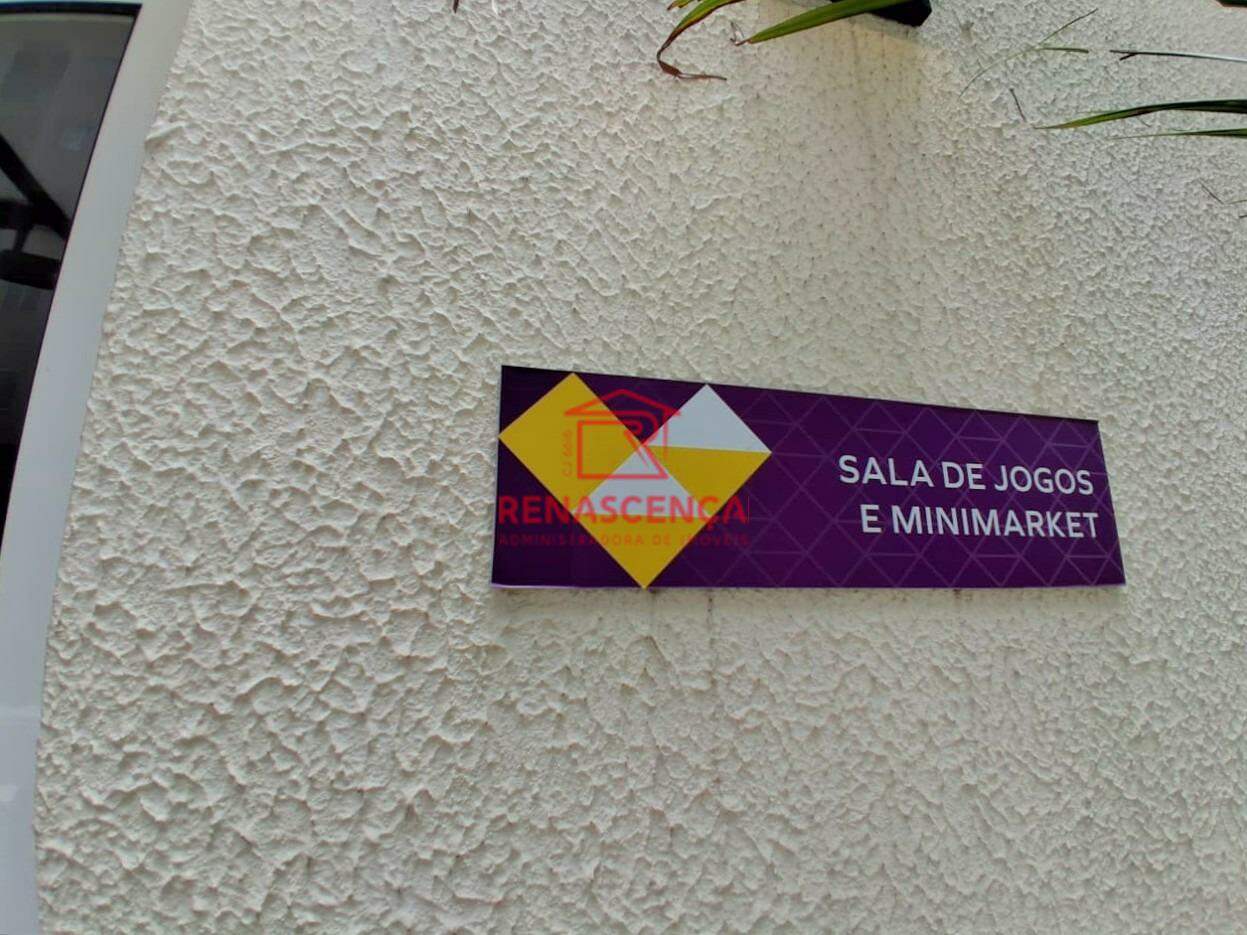 SALA DE JOGOS
E MINIMARKET
RENASCENÇA
ADMINISTRADORA DE IMÓVEIS